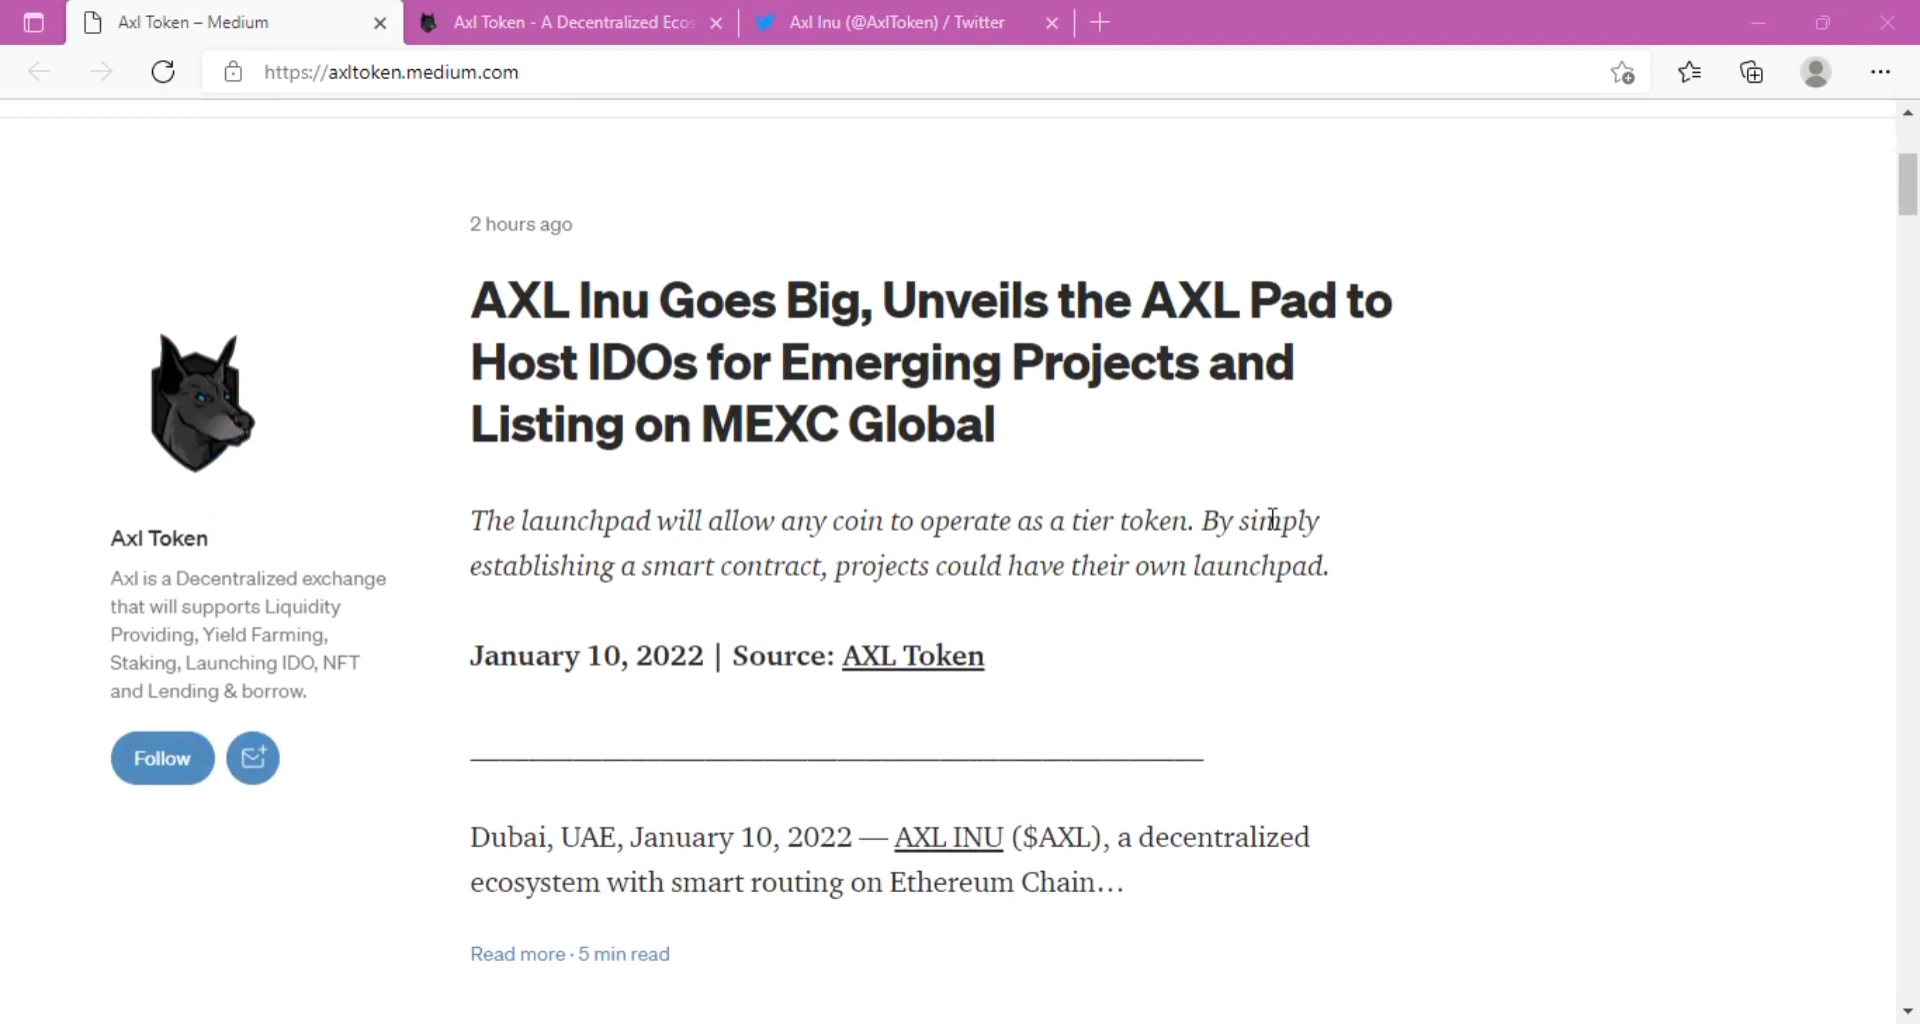 Axl Token – Medium
Axl Token - A Decentralized Ecos
Axl Inu (@AxlToken) / Twitter
https://axltoken.medium.com
2 hours ago
AXL Inu Goes Big, Unveils the AXL Pad to
Host IDOs for Emerging Projects and
Listing on MEXC Global
The launchpad will allow any coin to operate as a tier token. By simply
establishing a smart contract, projects could have their own launchpad.
January 10, 2022 | Source: AXL Token
Dubai, UAE, January 10, 2022 — AXL INU ($AXL), a decentralized
ecosystem with smart routing on Ethereum Chain…
Read more · 5 min read
Axl Token
Axl is a Decentralized exchange
that will supports Liquidity
Providing, Yield Farming,
Staking, Launching IDO, NFT
and Lending & borrow.
Follow